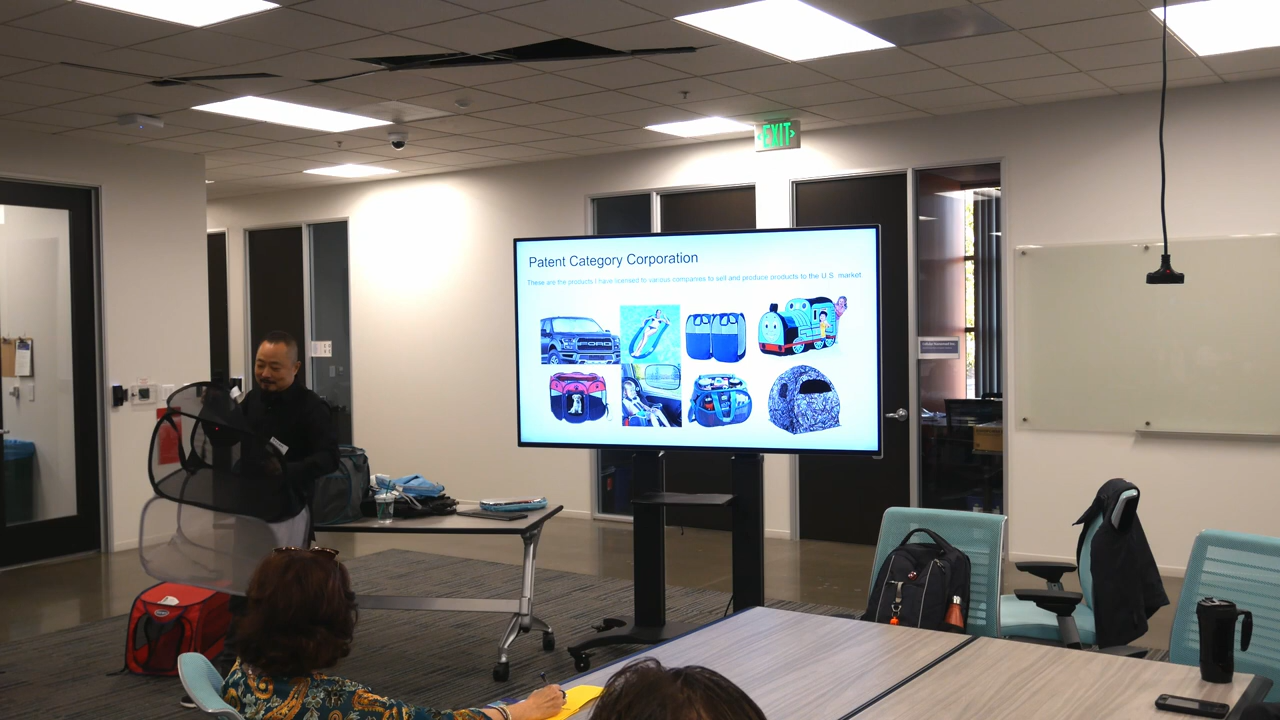 EXIT
Patent Category Corporation
These are the products I have licensed to various companies to sell and produce products to the U.S. market
FORD